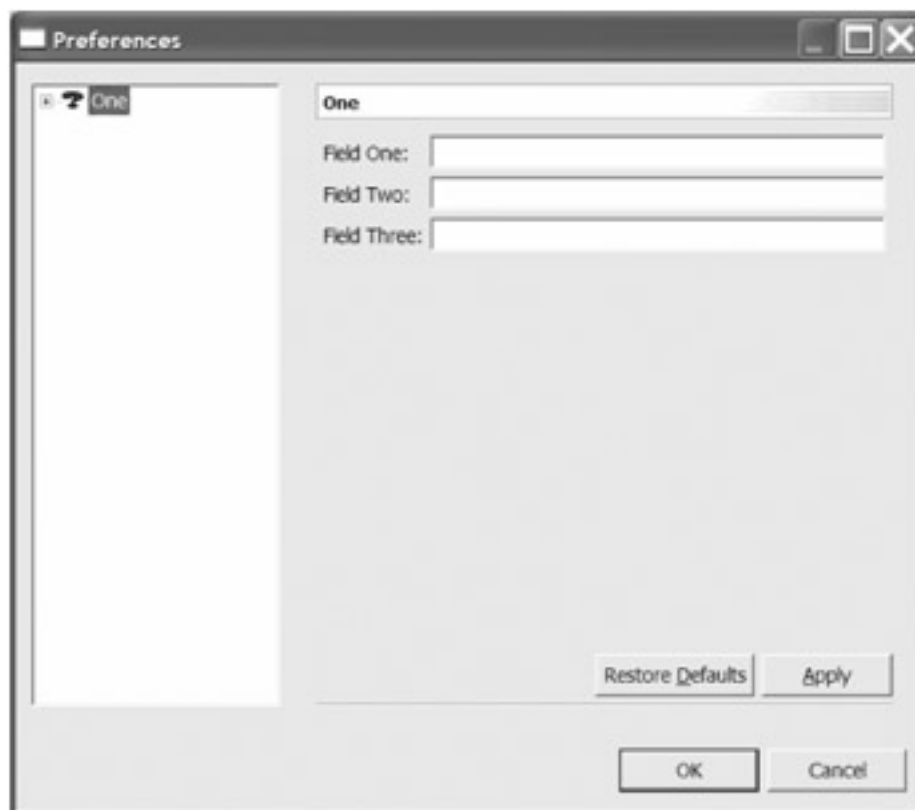 Preferences
One
One
Field One:
Field Two:
Field Three:
Restore Defaults Apply
OK Cancel